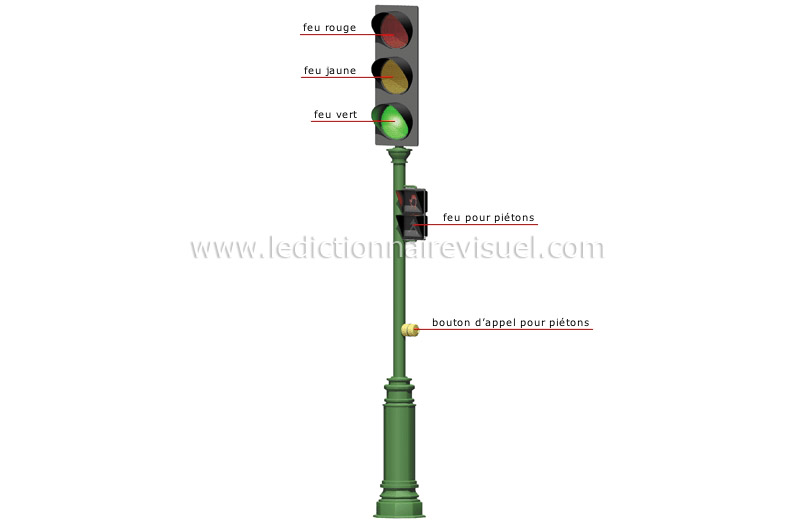 feu rouge
feu jaune
feu vert
feu pour piétons
www.ledictionnairevisuel.com
bouton d'appel pour piétons